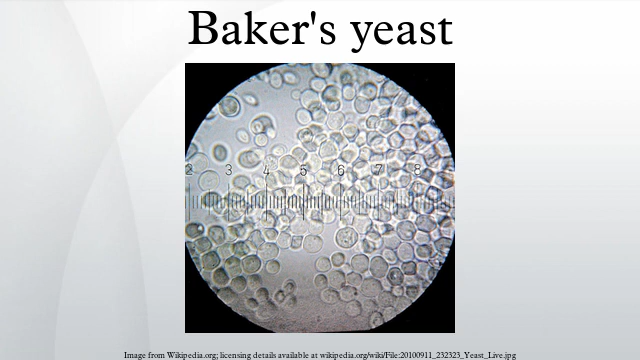 Baker's yeast
2 3 4 5 6 7 8
Image from Wikipedia.org; licensing details available at wikipedia.org/wiki/File:20100911_232323_Yeast_Live.jpg